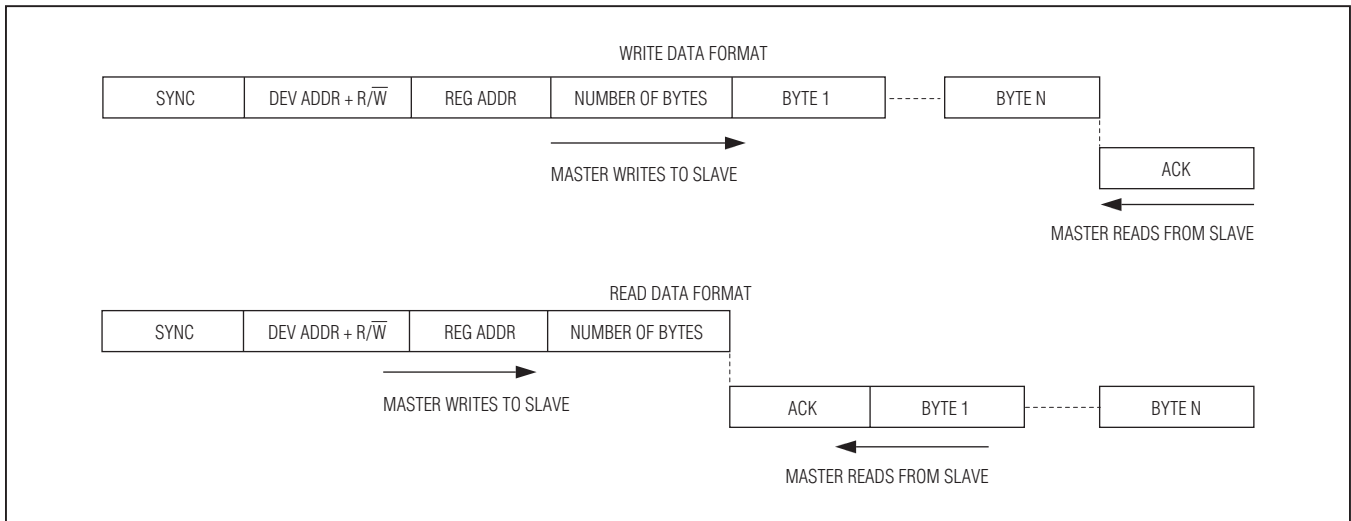 WRITE DATA FORMAT
SYNC DEV ADDR + R/W̅ REG ADDR NUMBER OF BYTES BYTE 1 BYTE N
ACK
MASTER WRITES TO SLAVE
MASTER READS FROM SLAVE
READ DATA FORMAT
SYNC DEV ADDR + R/W̅ REG ADDR NUMBER OF BYTES
MASTER WRITES TO SLAVE
ACK BYTE 1 BYTE N
MASTER READS FROM SLAVE